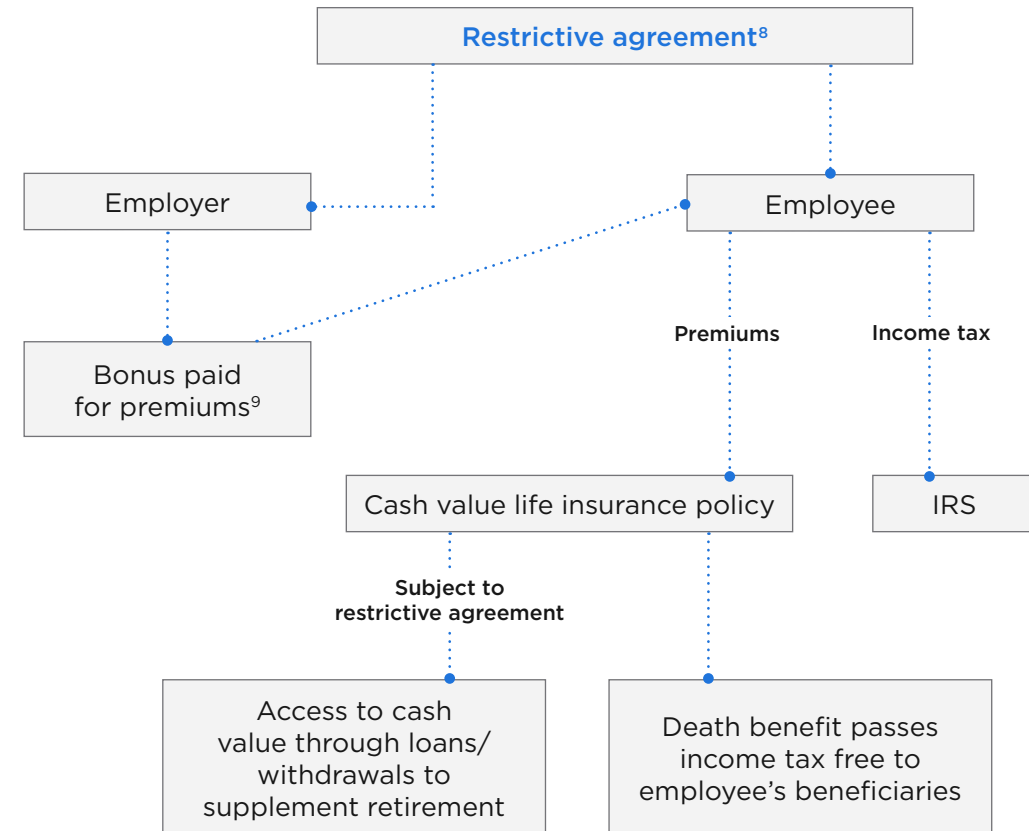 Restrictive agreement⁸
Employer
Employee
Bonus paid
for premiums⁹
Premiums
Income tax
Cash value life insurance policy
IRS
Subject to
restrictive agreement
Access to cash
value through loans/
withdrawals to
supplement retirement
Death benefit passes
income tax free to
employee’s beneficiaries